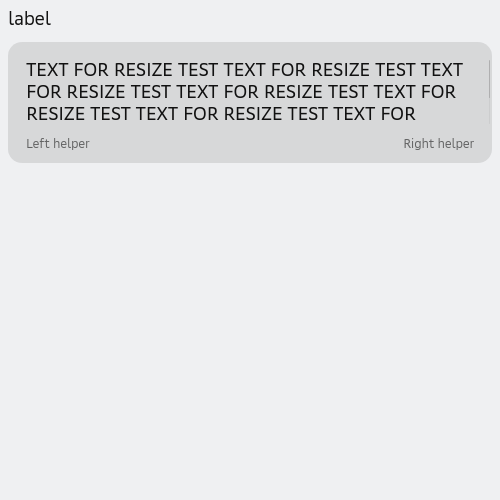 label
TEXT FOR RESIZE TEST TEXT FOR RESIZE TEST TEXT
FOR RESIZE TEST TEXT FOR RESIZE TEST TEXT FOR
RESIZE TEST TEXT FOR RESIZE TEST TEXT FOR
Left helper Right helper